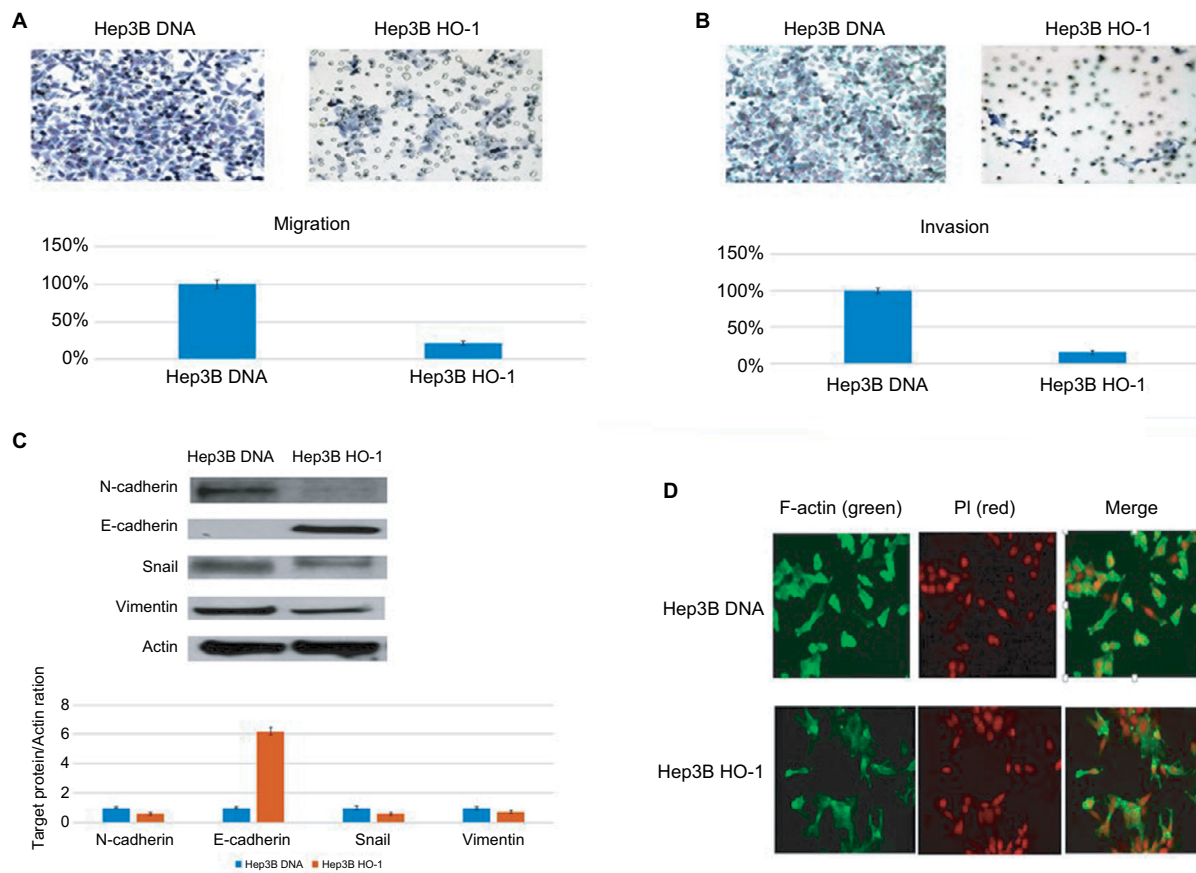 A
Hep3B DNA Hep3B HO-1
Migration
150%
100%
50%
0%
Hep3B DNA Hep3B HO-1
B
Hep3B DNA Hep3B HO-1
Invasion
150%
100%
50%
0%
Hep3B DNA Hep3B HO-1
C
Hep3B DNA Hep3B HO-1
N-cadherin
E-cadherin
Snail
Vimentin
Actin
Target protein/Actin ration
8
6
4
2
0
N-cadherin E-cadherin Snail Vimentin
Hep3B DNA Hep3B HO-1
D
F-actin (green) PI (red) Merge
Hep3B DNA
Hep3B HO-1